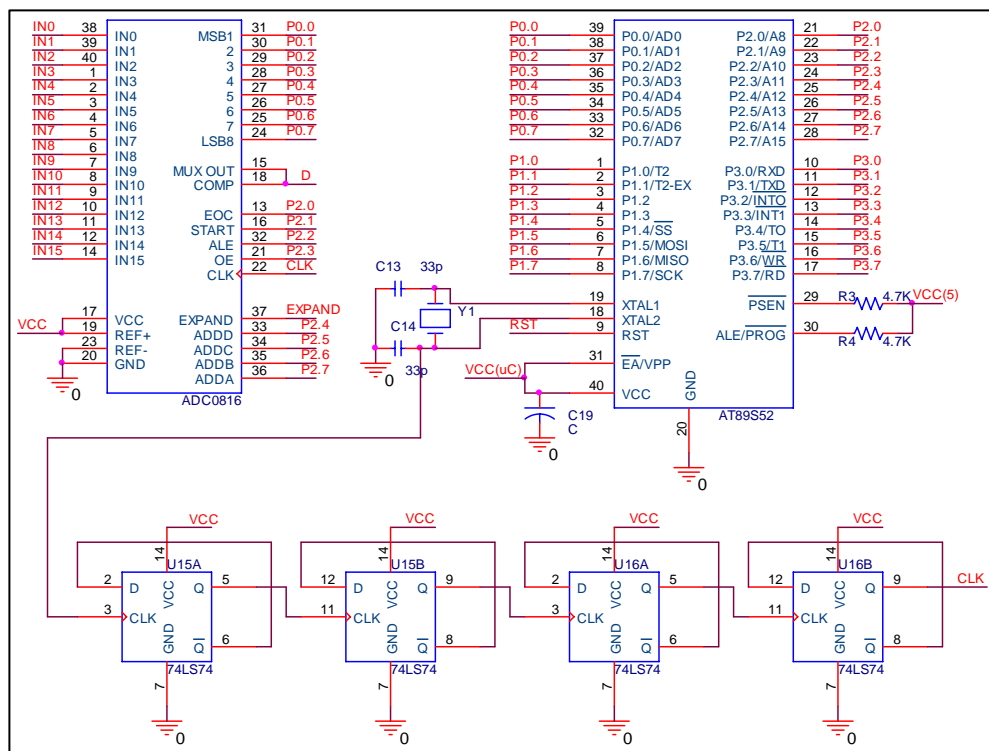 IN0 38 IN0 MSB1 31 P0.0
IN1 39 IN1 2 30 P0.1
IN2 40 IN2 3 29 P0.2
IN3 1 IN3 4 28 P0.3
IN4 2 IN4 5 27 P0.4
IN5 3 IN5 6 26 P0.5
IN6 4 IN6 7 25 P0.6
IN7 5 IN7 LSB8 24 P0.7
IN8 6 IN8
IN9 7 IN9 MUX OUT 15
IN10 8 IN10 COMP 18 D
IN11 9 IN11
IN12 10 IN12 EOC 13 P2.0
IN13 11 IN13 START 16 P2.1
IN14 12 IN14 ALE 32 P2.2
IN15 14 IN15 OE 21 P2.3
CLK 22 CLK
VCC 17 VCC EXPAND 37 EXPAND
19 REF+ ADDD 33 P2.4
23 REF- ADDC 34 P2.5
20 GND ADDB 35 P2.6
ADDA 36 P2.7
0
ADC0816
P0.0 39 P0.0/AD0 P2.0/A8 21 P2.0
P0.1 38 P0.1/AD1 P2.1/A9 22 P2.1
P0.2 37 P0.2/AD2 P2.2/A10 23 P2.2
P0.3 36 P0.3/AD3 P2.3/A11 24 P2.3
P0.4 35 P0.4/AD4 P2.4/A12 25 P2.4
P0.5 34 P0.5/AD5 P2.5/A13 26 P2.5
P0.6 33 P0.6/AD6 P2.6/A14 27 P2.6
P0.7 32 P0.7/AD7 P2.7/A15 28 P2.7
P1.0 1 P1.0/T2 P3.0/RXD 10 P3.0
P1.1 2 P1.1/T2-EX P3.1/TXD 11 P3.1
P1.2 3 P1.2 P3.2/INTO 12 P3.2
P1.3 4 P1.3 P3.3/INT1 13 P3.3
P1.4 5 P1.4/SS P3.4/TO 14 P3.4
P1.5 6 P1.5/MOSI P3.5/T1 15 P3.5
P1.6 7 P1.6/MISO P3.6/WR 16 P3.6
P1.7 8 P1.7/SCK P3.7/RD 17 P3.7
C13 33p
Y1
C14
33p
0
19 XTAL1 PSEN 29 R3 4.7K VCC(5)
18 XTAL2
RST 9 RST ALE/PROG 30 R4 4.7K
VCC(uC) 31 EA/VPP
40 VCC GND
C19
C
0
20
0
AT89S52
VCC VCC VCC VCC
14 U15A 14 U15B 14 U16A 14 U16B
2 D VCC Q 5 12 D VCC Q 9 2 D VCC Q 5 12 D VCC Q 9 CLK
3 CLK 11 CLK 3 CLK 11 CLK
GND QI 6 GND QI 8 GND QI 6 GND QI 8
7 74LS74 7 74LS74 7 74LS74 7 74LS74
0 0 0 0